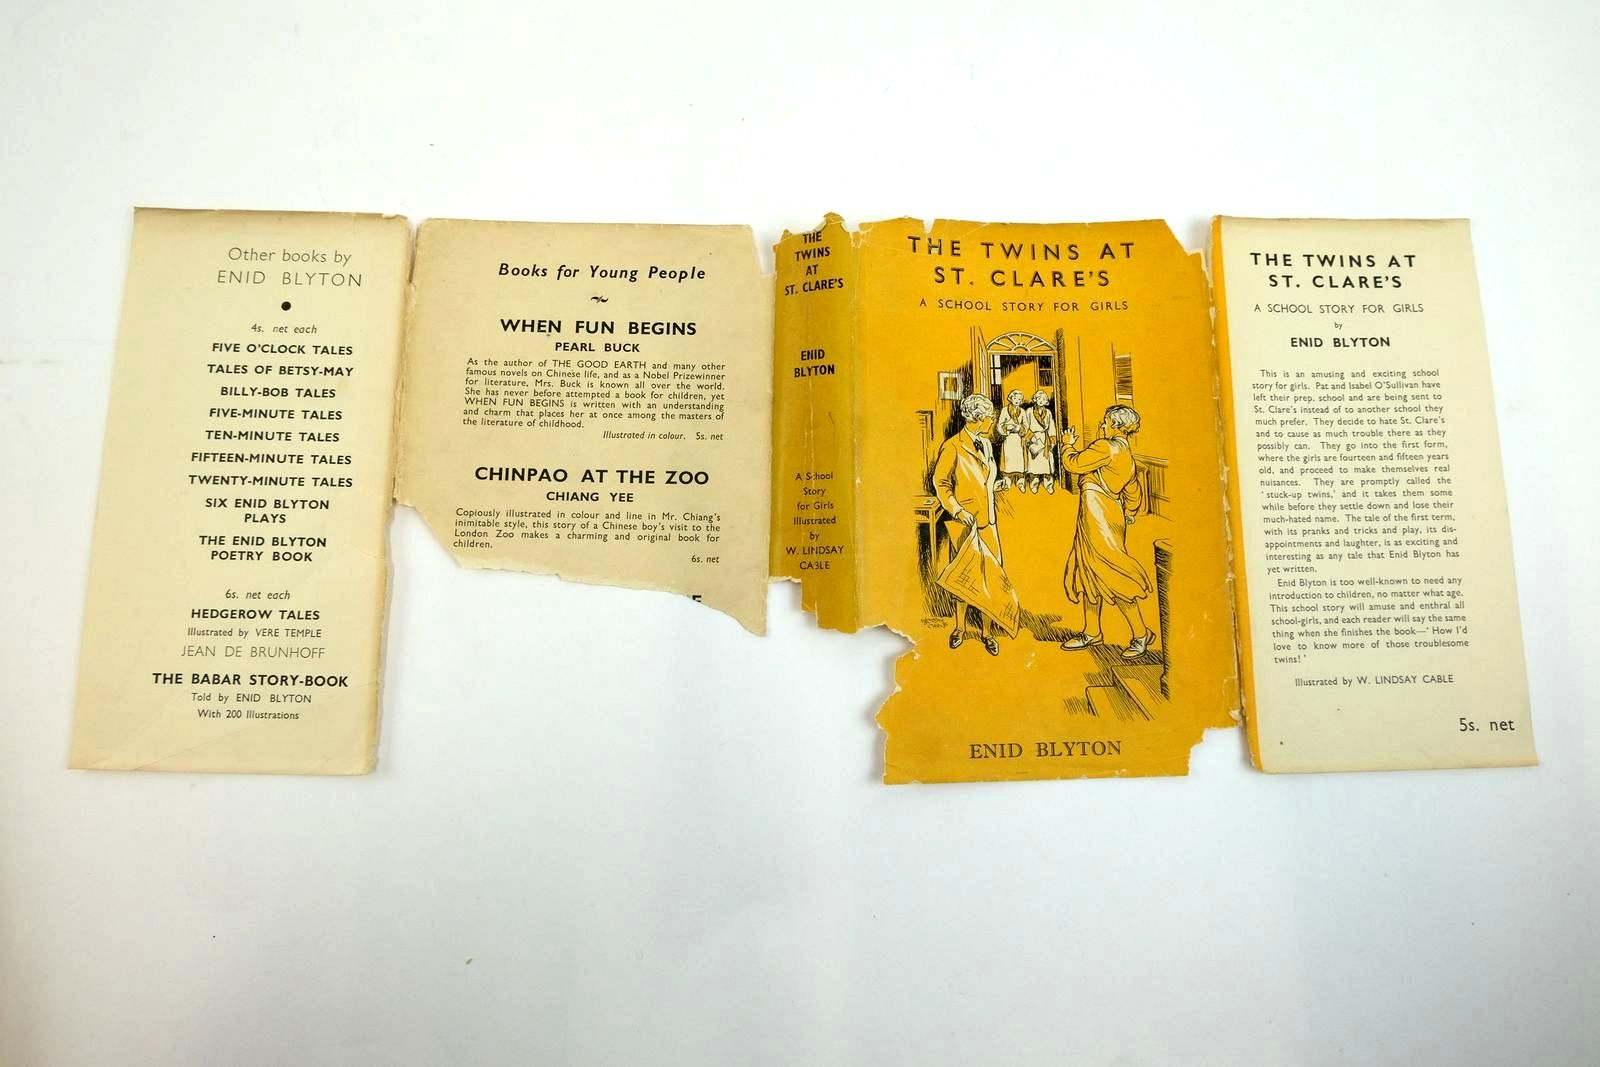 Other books by
ENID BLYTON
4s. net each
FIVE O'CLOCK TALES
TALES OF BETSY-MAY
BILLY-BOB TALES
FIVE-MINUTE TALES
TEN-MINUTE TALES
FIFTEEN-MINUTE TALES
TWENTY-MINUTE TALES
SIX ENID BLYTON
PLAYS
THE ENID BLYTON
POETRY BOOK
6s. net each
HEDGEROW TALES
Illustrated by VERE TEMPLE
JEAN DE BRUNHOFF
THE BABAR STORY-BOOK
Told by ENID BLYTON
With 200 Illustrations
Books for Young People
WHEN FUN BEGINS
PEARL BUCK
As the author of THE GOOD EARTH and many other
famous novels on Chinese life, and as a Nobel Prizewinner
for literature, Mrs. Buck is known all over the world.
She has never before attempted a book for children, yet
WHEN FUN BEGINS is written with an understanding
and charm that places her at once among the masters of
the literature of childhood.
Illustrated in colour. 5s. net
CHINPAO AT THE ZOO
CHIANG YEE
Copiously illustrated in colour and line in Mr. Chiang's
inimitable style, this story of a Chinese boy's visit to the
London Zoo makes a charming and original book for
children.
6s. net
THE
TWINS
AT
ST. CLARE'S
ENID
BLYTON
A School
Story
for Girls
Illustrated
by
W. LINDSAY
CABLE
THE TWINS AT
ST. CLARE'S
A SCHOOL STORY FOR GIRLS
ENID BLYTON
THE TWINS AT
ST. CLARE'S
A SCHOOL STORY FOR GIRLS
by
ENID BLYTON
This is an amusing and exciting school
story for girls. Pat and Isabel O'Sullivan have
left their prep. school and are being sent to
St. Clare's instead of to another school they
much prefer. They decide to hate St. Clare's
and to cause as much trouble there as they
possibly can. They go into the first form,
where the girls are fourteen and fifteen years
old, and proceed to make themselves real
nuisances. They are promptly called the
'stuck-up twins,' and it takes them some
while before they settle down and lose their
much-hated name. The tale of the first term,
with its pranks and tricks and play, its dis-
appointments and laughter, is as exciting and
interesting as any tale that Enid Blyton has
yet written.
Enid Blyton is too well-known to need any
introduction to children, no matter what age.
This school story will amuse and enthral all
school-girls, and each reader will say the same
thing when she finishes the book—'How I'd
love to know more of those troublesome
twins!'
Illustrated by W. LINDSAY CABLE
5s. net